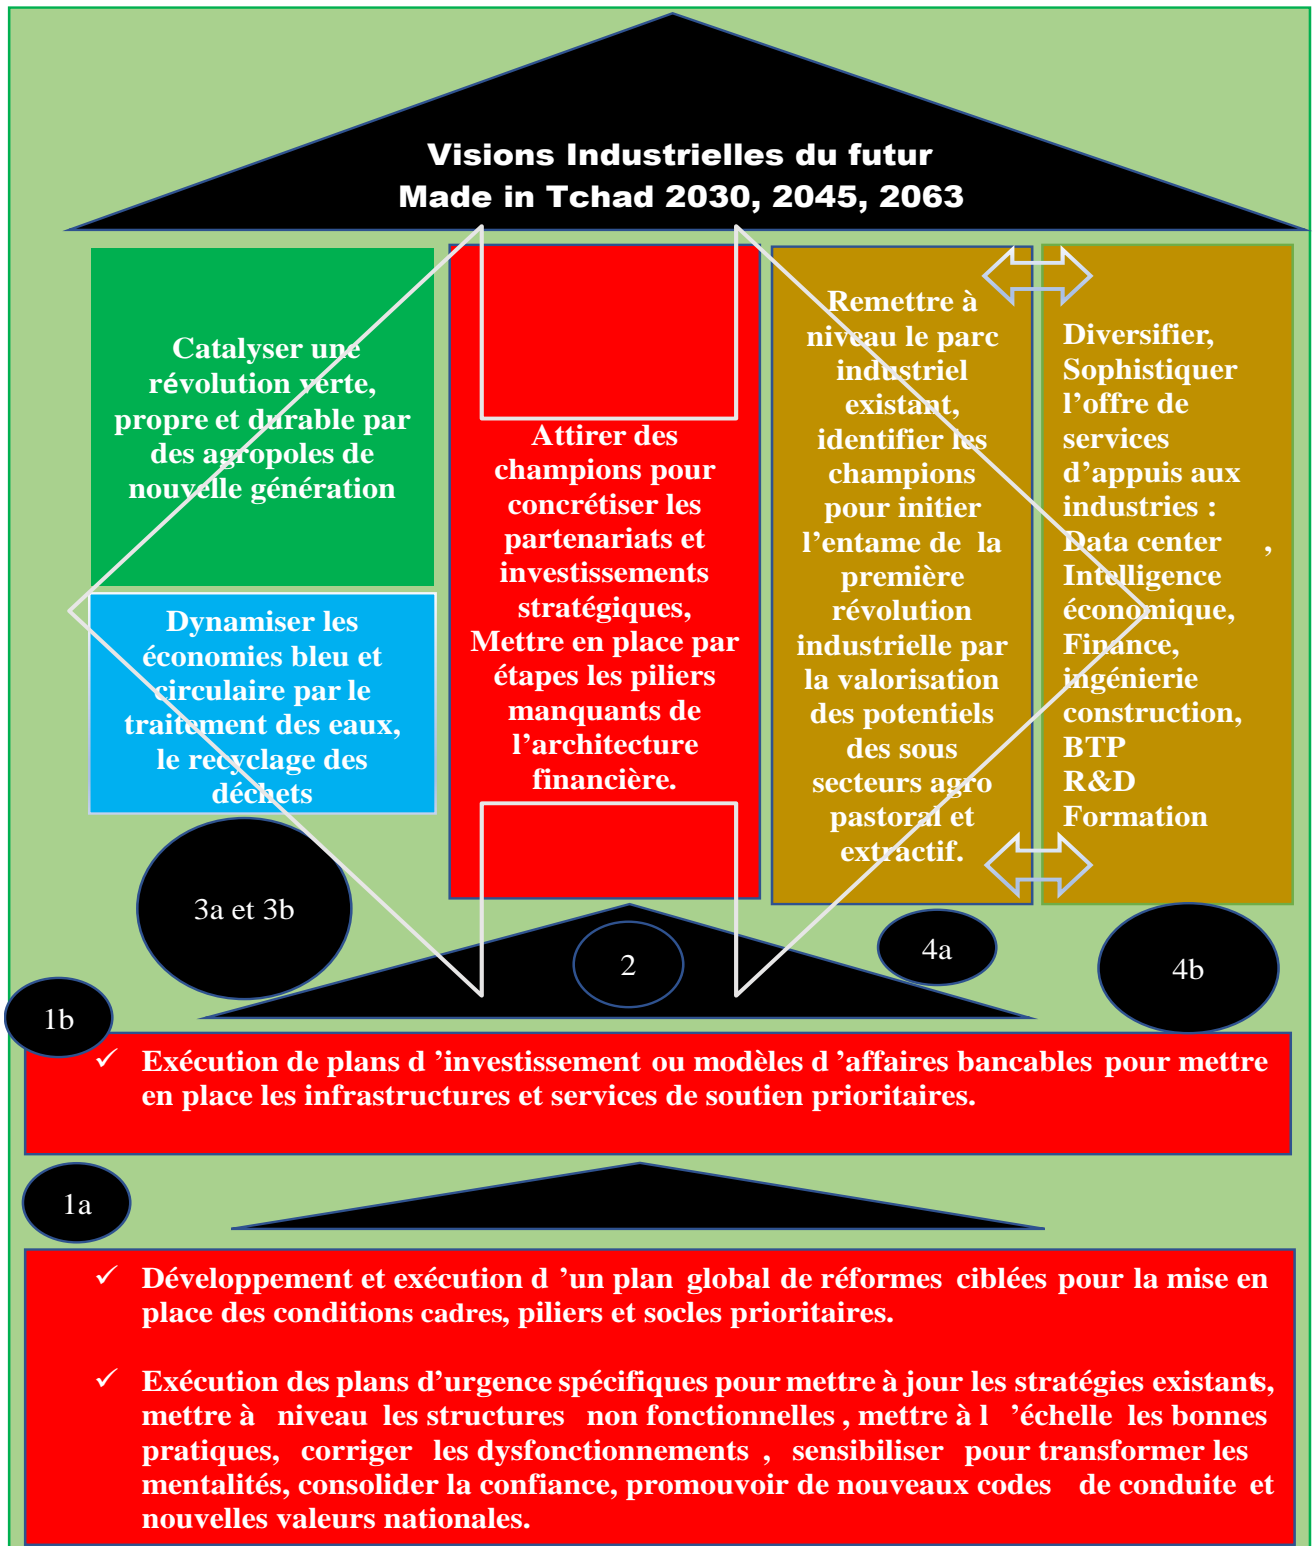 Visions Industrielles du futur
Made in Tchad 2030, 2045, 2063
Catalyser une
révolution verte,
propre et durable par
des agropoles de
nouvelle génération
Dynamiser les
économies bleu et
circulaire par le
traitement des eaux,
le recyclage des
déchets
3a et 3b
Attirer des
champions pour
concrétiser les
partenariats et
investissements
stratégiques,
Mettre en place par
étapes les piliers
manquants de
l’architecture
financière.
2
Remettre à
niveau le parc
industriel
existant,
identifier les
champions
pour initier
l’entame de la
première
révolution
industrielle par
la valorisation
des potentiels
des sous
secteurs agro
pastoral et
extractif.
4a
Diversifier,
Sophistiquer
l’offre de
services
d’appuis aux
industries :
Data center ,
Intelligence
économique,
Finance,
ingénierie
construction,
BTP
R&D
Formation
4b
1b
✓ Exécution de plans d ’investissement ou modèles d ’affaires bancables pour mettre
en place les infrastructures et services de soutien prioritaires.
1a
✓ Développement et exécution d ’un plan global de réformes ciblées pour la mise en
place des conditions cadres, piliers et socles prioritaires.
✓ Exécution des plans d’urgence spécifiques pour mettre à jour les stratégies existants,
mettre à niveau les structures non fonctionnelles , mettre à l ’échelle les bonnes
pratiques, corriger les dysfonctionnements , sensibiliser pour transformer les
mentalités, consolider la confiance, promouvoir de nouveaux codes de conduite et
nouvelles valeurs nationales.